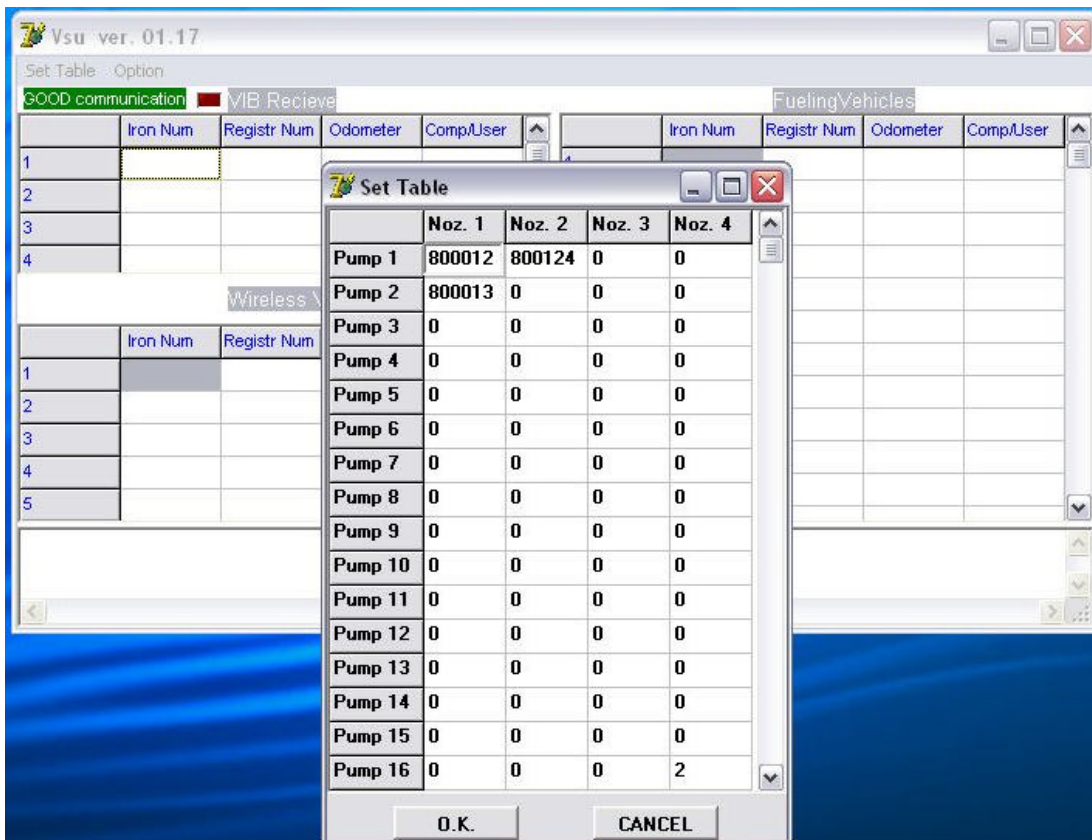 Vsu ver. 01.17
Set Table Option
GOOD communication VIB Recieve FuelingVehicles
Iron Num Registr Num Odometer Comp/User Iron Num Registr Num Odometer Comp/User
1
2
3
4
Wireless
Iron Num Registr Num
1
2
3
4
5
Set Table
Noz. 1 Noz. 2 Noz. 3 Noz. 4
Pump 1 800012 800124 0 0
Pump 2 800013 0 0 0
Pump 3 0 0 0 0
Pump 4 0 0 0 0
Pump 5 0 0 0 0
Pump 6 0 0 0 0
Pump 7 0 0 0 0
Pump 8 0 0 0 0
Pump 9 0 0 0 0
Pump 10 0 0 0 0
Pump 11 0 0 0 0
Pump 12 0 0 0 0
Pump 13 0 0 0 0
Pump 14 0 0 0 0
Pump 15 0 0 0 0
Pump 16 0 0 0 2
O.K. CANCEL